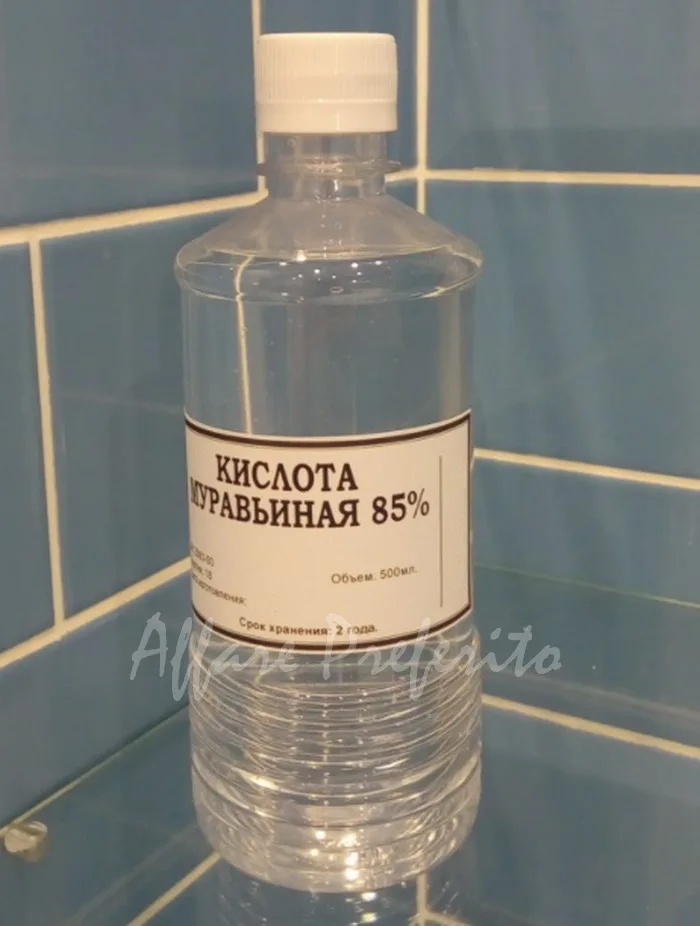 КИСЛОТА
МУРАВЬИНАЯ 85%
Объем. 500мл.
Срок хранения: 2 года.
Affare Preferito